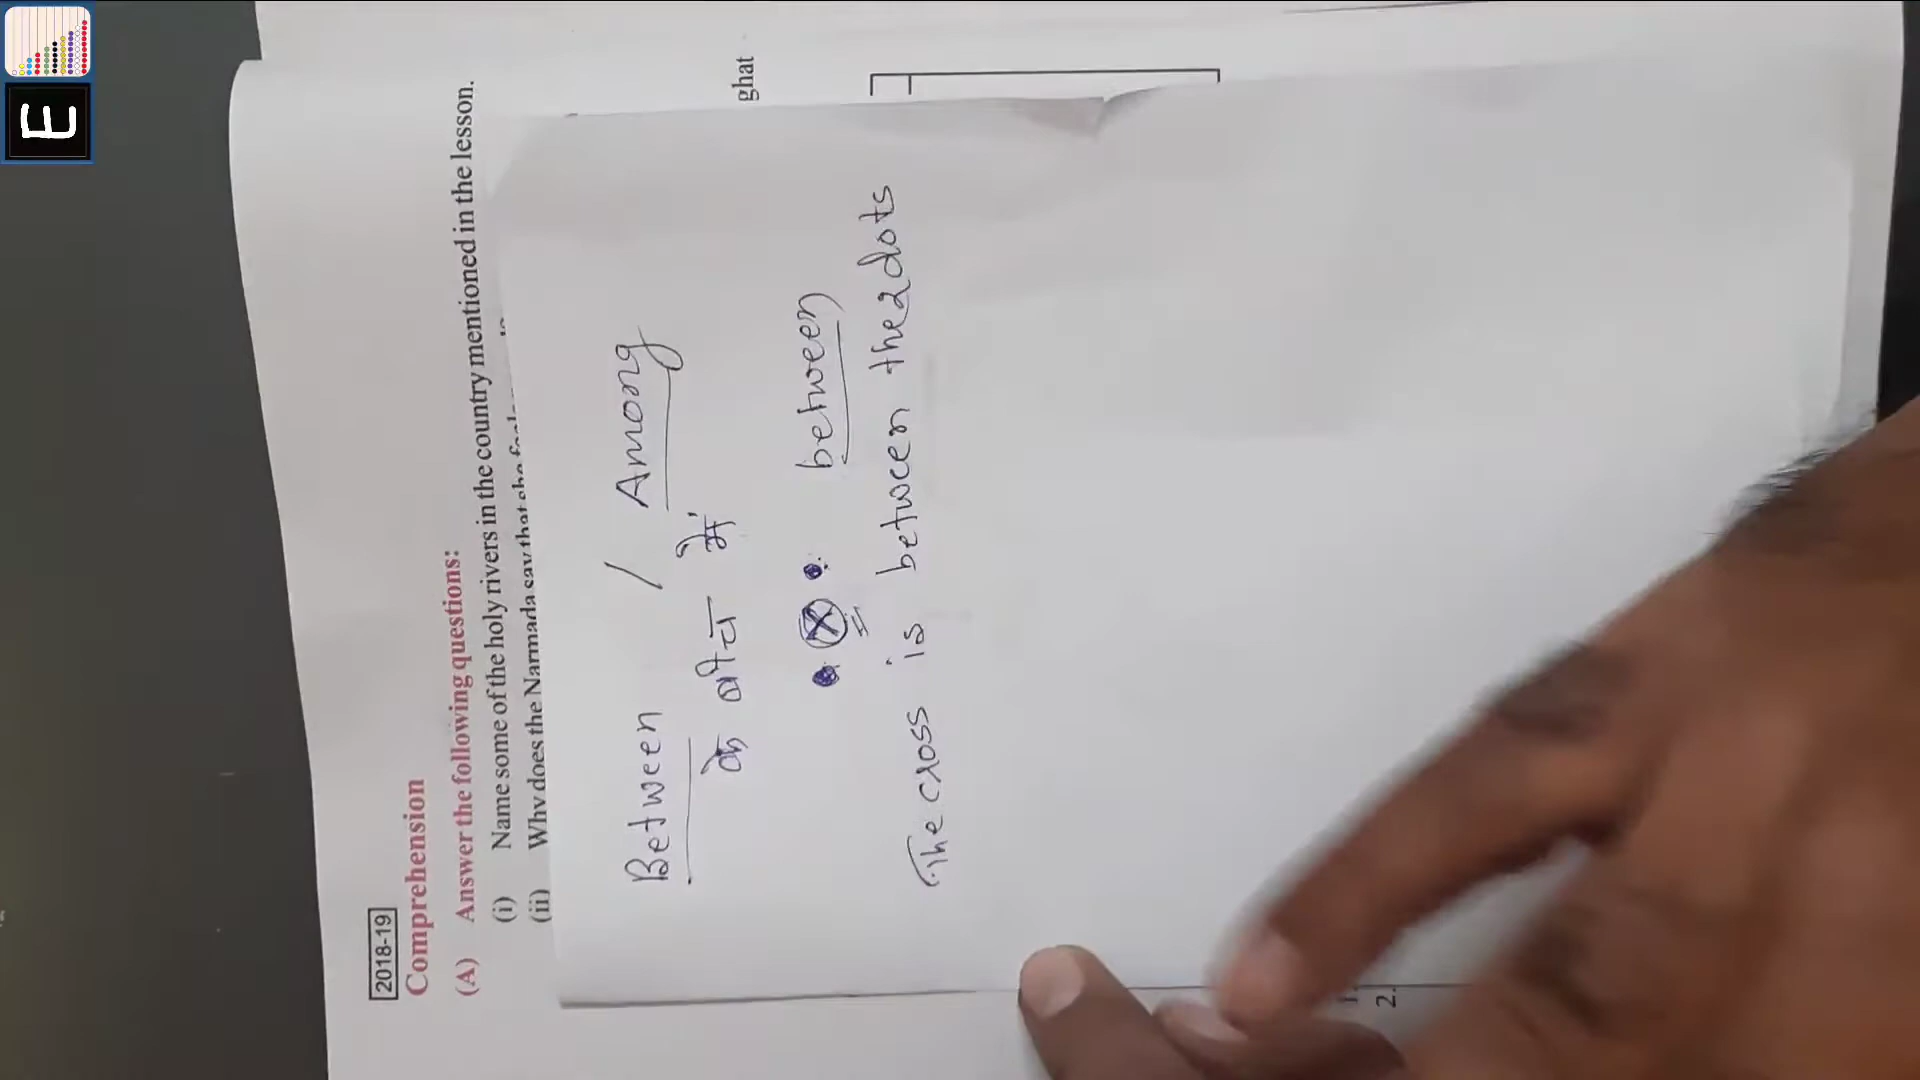 E
2018-19
Comprehension
(A) Answer the following questions:
(i) Name some of the holy rivers in the country mentioned in the lesson.
(ii) Why does the Narmada say that she
ghat
Between / Among
के बीच में
between
The cross is between the 2 dots
1.
2.